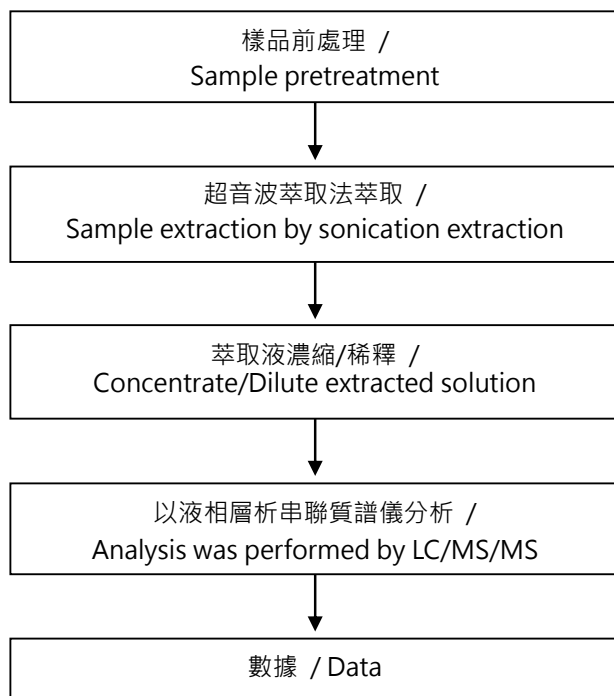 樣品前處理 /
Sample pretreatment
超音波萃取法萃取 /
Sample extraction by sonication extraction
萃取液濃縮/稀釋 /
Concentrate/Dilute extracted solution
以液相層析串聯質譜儀分析 /
Analysis was performed by LC/MS/MS
數據 / Data